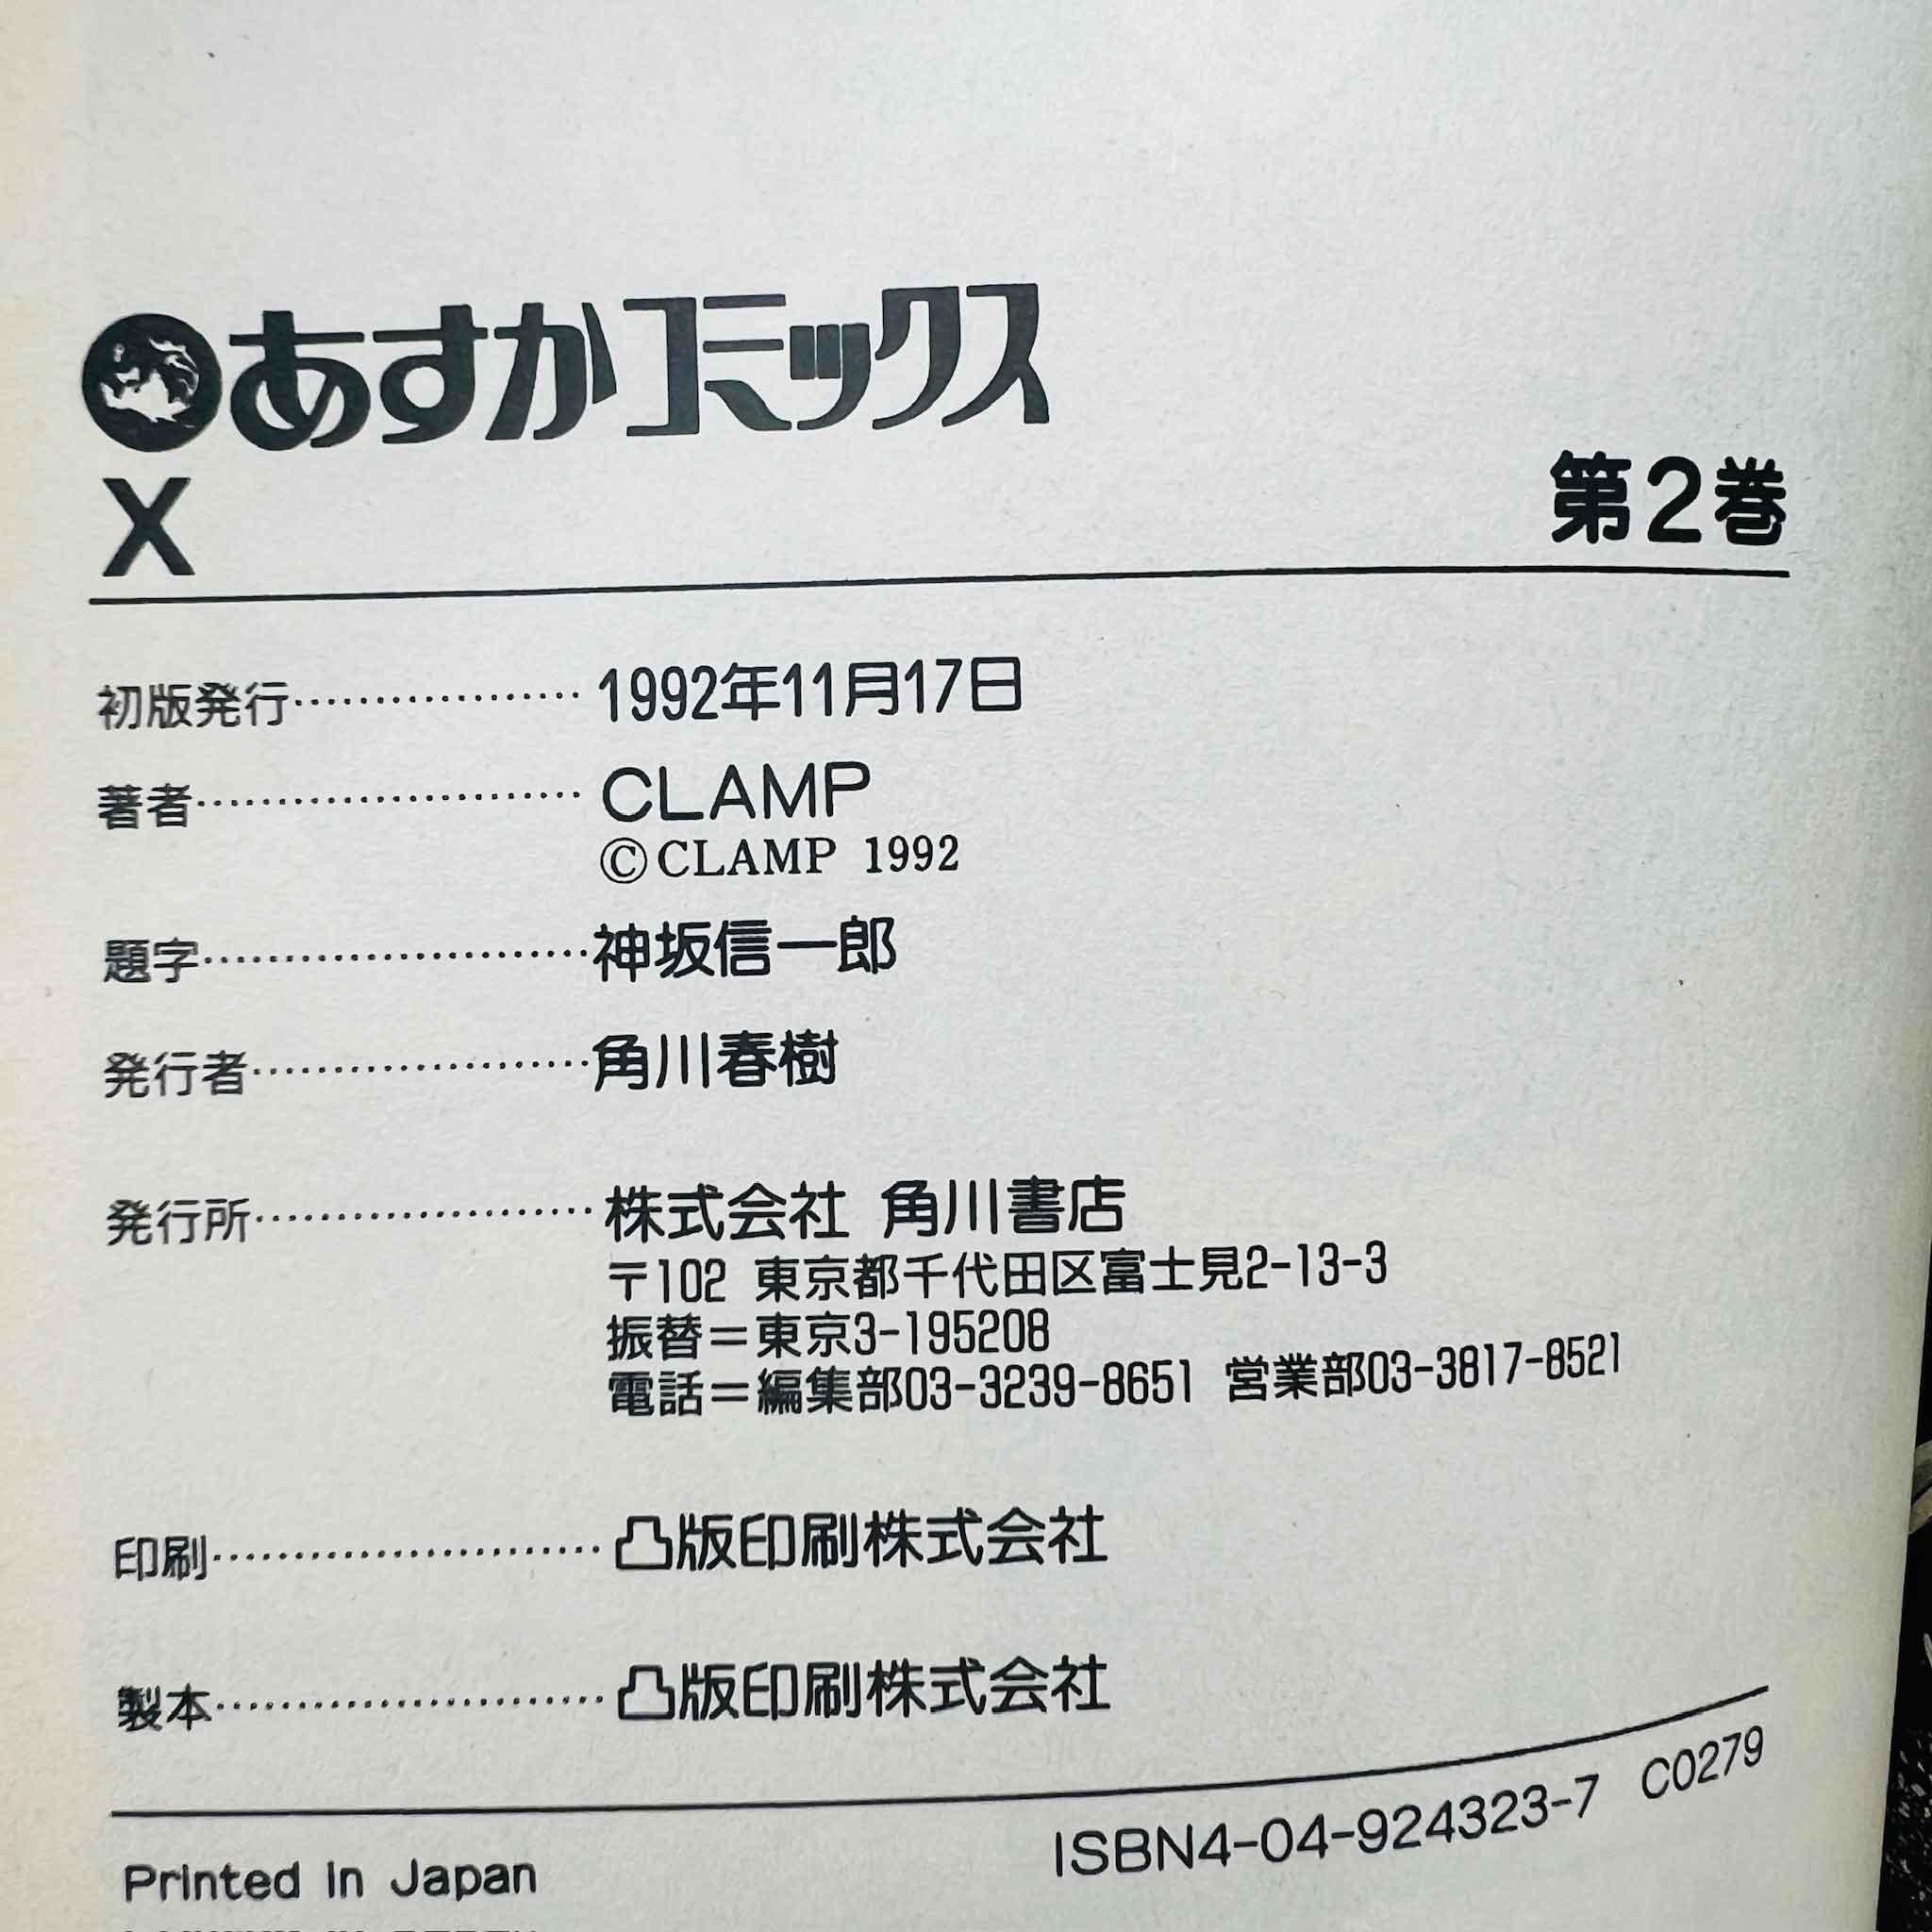 あすかコミックス
X 第2巻
初版発行………………1992年11月17日
著者……………………CLAMP
©CLAMP 1992
題字……………………神坂信一郎
発行者…………………角川春樹
発行所…………………株式会社 角川書店
〒102 東京都千代田区富士見2-13-3
振替＝東京3-195208
電話＝編集部03-3239-8651 営業部03-3817-8521
印刷……………………凸版印刷株式会社
製本……………………凸版印刷株式会社
ISBN4-04-924323-7 C0279
Printed in Japan